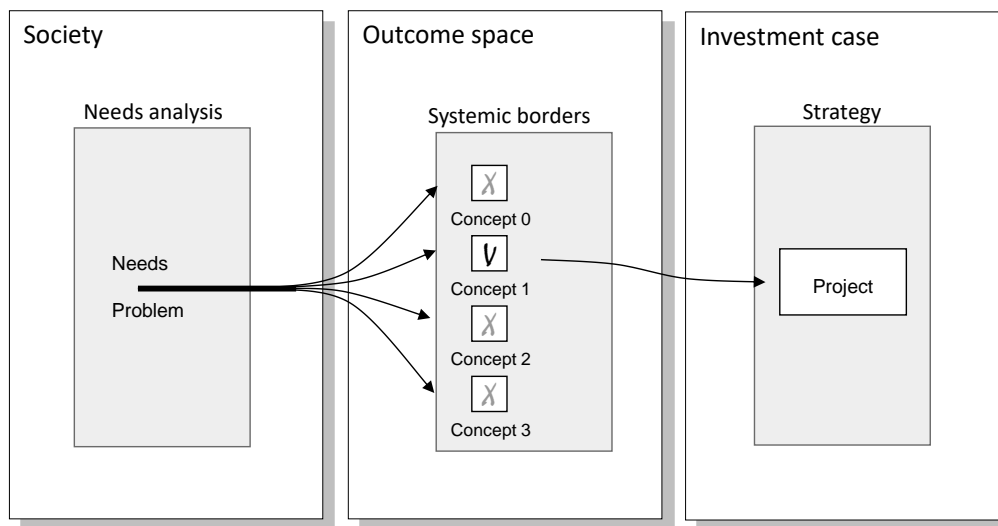 Society
Needs analysis
Needs
Problem
Outcome space
Systemic borders
X
Concept 0
V
Concept 1
X
Concept 2
X
Concept 3
Investment case
Strategy
Project